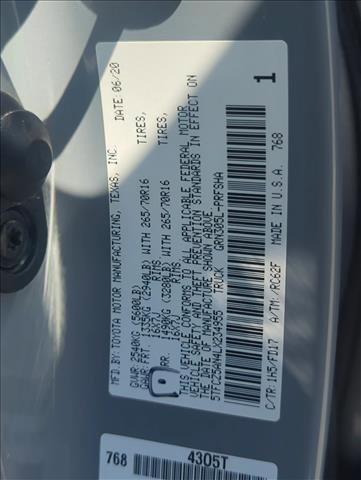 MFD.BY: TOYOTA MOTOR MANUFACTURING, TEXAS, INC. DATE: 06/20
GVWR: 2540KG (5600LB)
GAWR: FRT. 1335KG (2940LB) WITH 265/70R16 TIRES,
16X7J RIMS
RR. 1490KG (3280LB) WITH 265/70R16 TIRES,
16X7J RIMS
THIS VEHICLE CONFORMS TO ALL APPLICABLE FEDERAL MOTOR
VEHICLE SAFETY AND THEFT PREVENTION STANDARDS IN EFFECT ON
THE DATE OF MANUFACTURE SHOWN ABOVE.
5TFCZ5AN4LX234955 GRN305L-PRFSHA
TRUCK
C/TR: 1H5/FD17 A/TM: /RC62F MADE IN U.S.A. 768
1
768 4305T